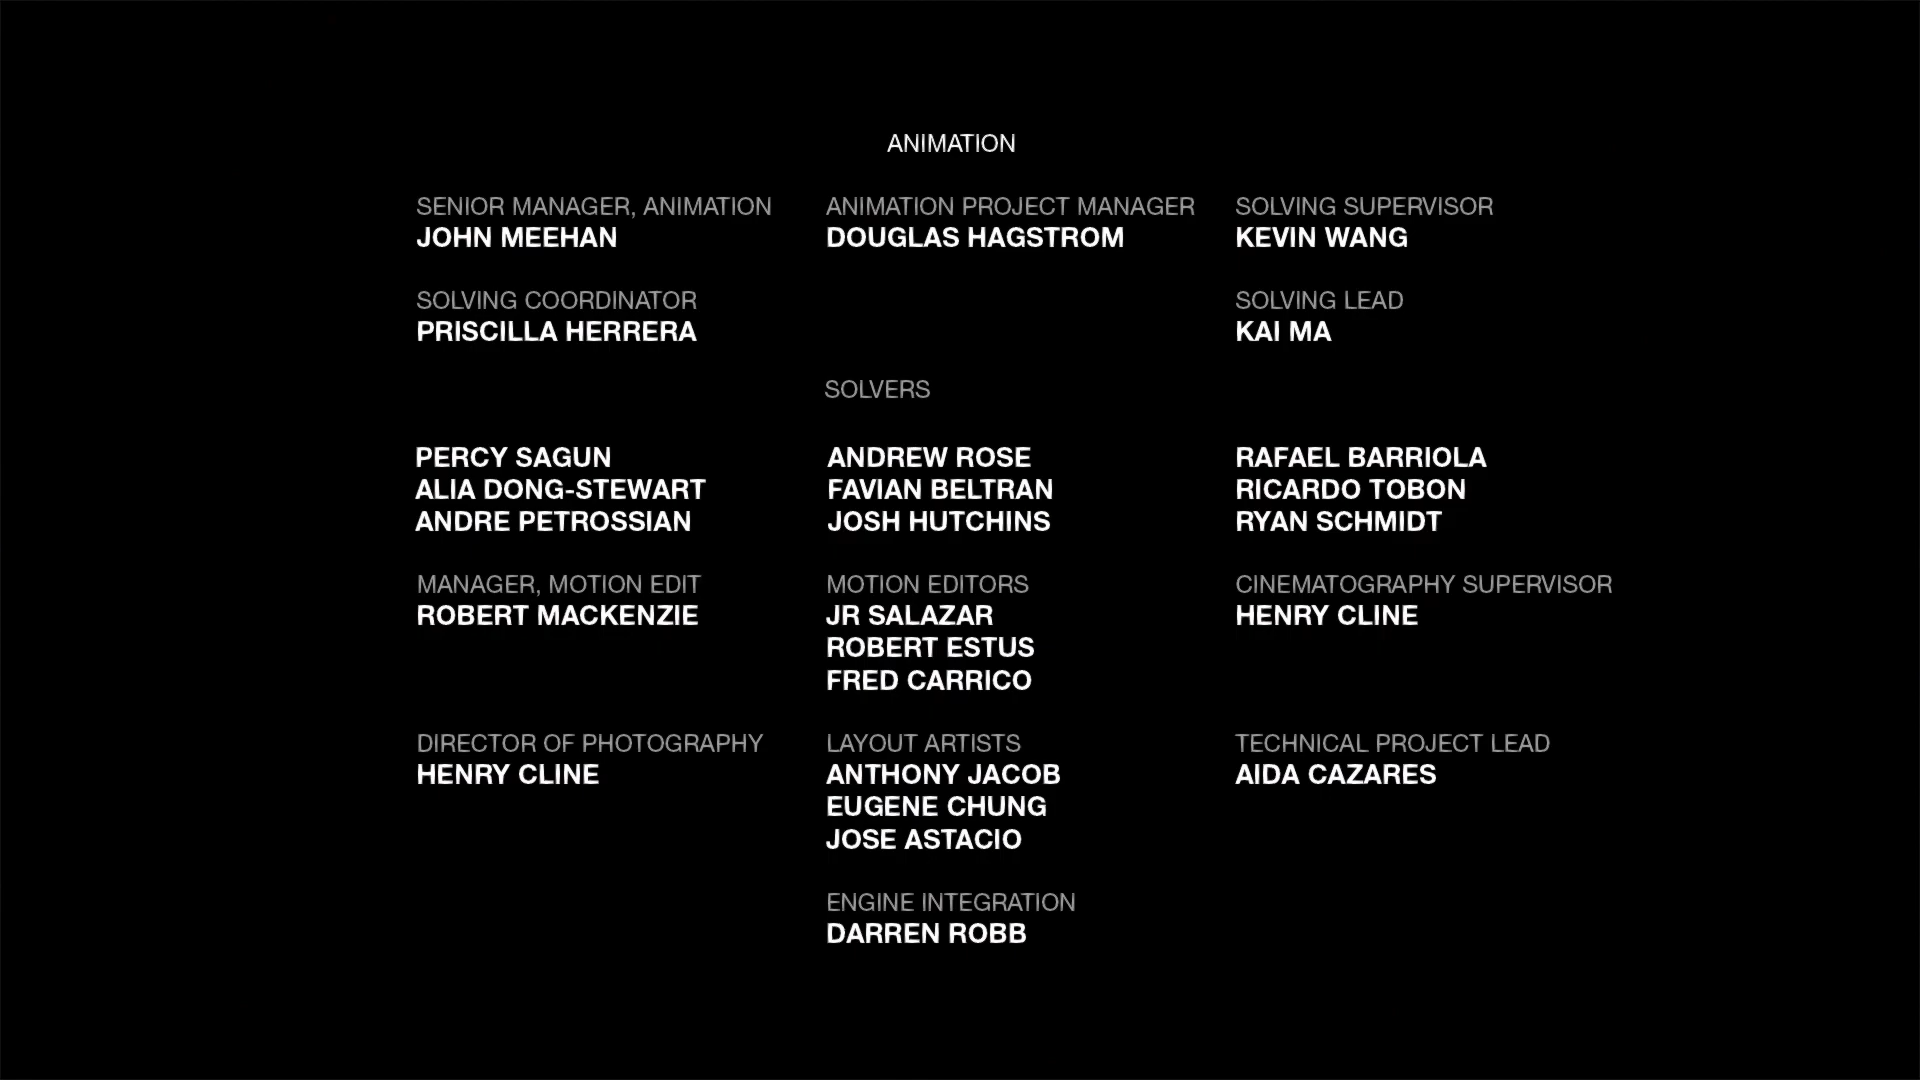 ANIMATION
SENIOR MANAGER, ANIMATION
JOHN MEEHAN
ANIMATION PROJECT MANAGER
DOUGLAS HAGSTROM
SOLVING SUPERVISOR
KEVIN WANG
SOLVING COORDINATOR
PRISCILLA HERRERA
SOLVING LEAD
KAI MA
SOLVERS
PERCY SAGUN
ALIA DONG-STEWART
ANDRE PETROSSIAN
ANDREW ROSE
FAVIAN BELTRAN
JOSH HUTCHINS
RAFAEL BARRIOLA
RICARDO TOBON
RYAN SCHMIDT
MANAGER, MOTION EDIT
ROBERT MACKENZIE
MOTION EDITORS
JR SALAZAR
ROBERT ESTUS
FRED CARRICO
CINEMATOGRAPHY SUPERVISOR
HENRY CLINE
DIRECTOR OF PHOTOGRAPHY
HENRY CLINE
LAYOUT ARTISTS
ANTHONY JACOB
EUGENE CHUNG
JOSE ASTACIO
TECHNICAL PROJECT LEAD
AIDA CAZARES
ENGINE INTEGRATION
DARREN ROBB